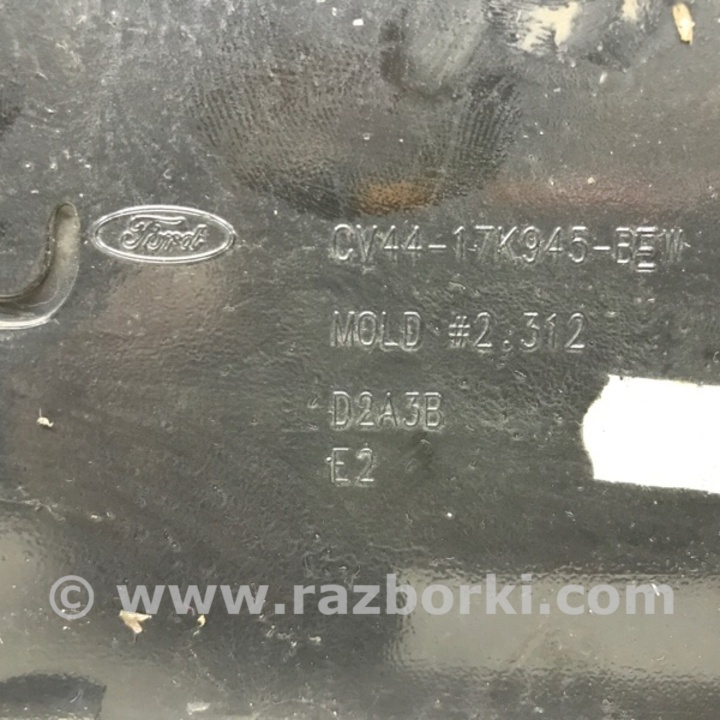 Ford
CV44-17K945-BEW
MOLD #2.312
D2A3B
E2
© www.razborki.com